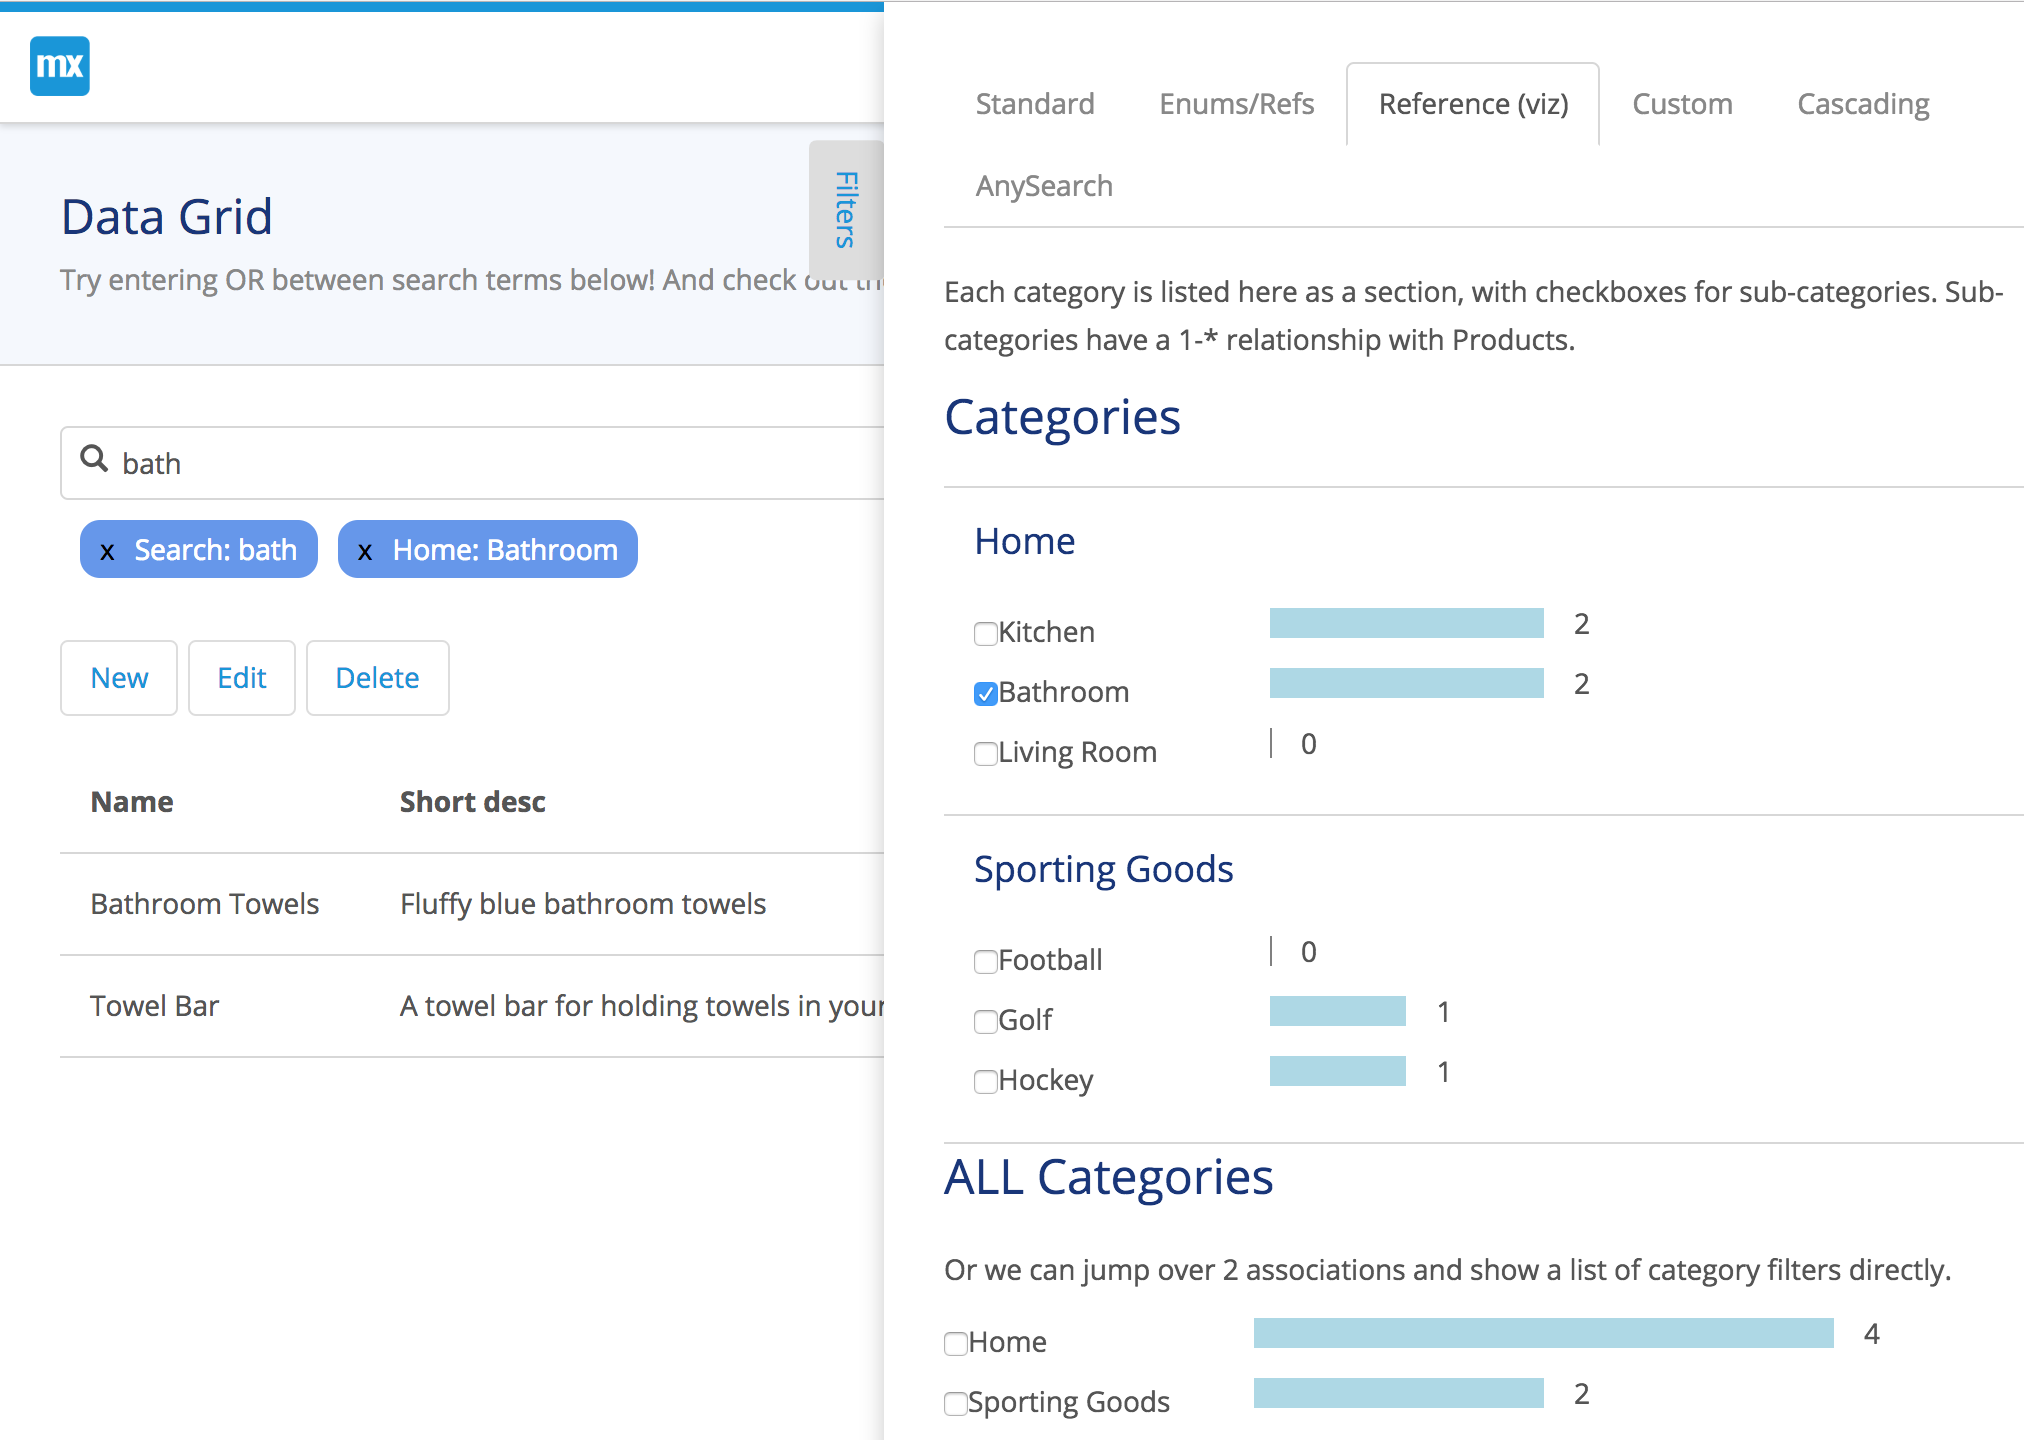 mx
Data Grid
Try entering OR between search terms below! And check out the
Filters
bath
x Search: bath x Home: Bathroom
New Edit Delete
Name Short desc
Bathroom Towels Fluffy blue bathroom towels
Towel Bar A towel bar for holding towels in your
Standard Enums/Refs Reference (viz) Custom Cascading
AnySearch
Each category is listed here as a section, with checkboxes for sub-categories. Sub-
categories have a 1-* relationship with Products.
Categories
Home
Kitchen 2
Bathroom 2
Living Room 0
Sporting Goods
Football 0
Golf 1
Hockey 1
ALL Categories
Or we can jump over 2 associations and show a list of category filters directly.
Home 4
Sporting Goods 2